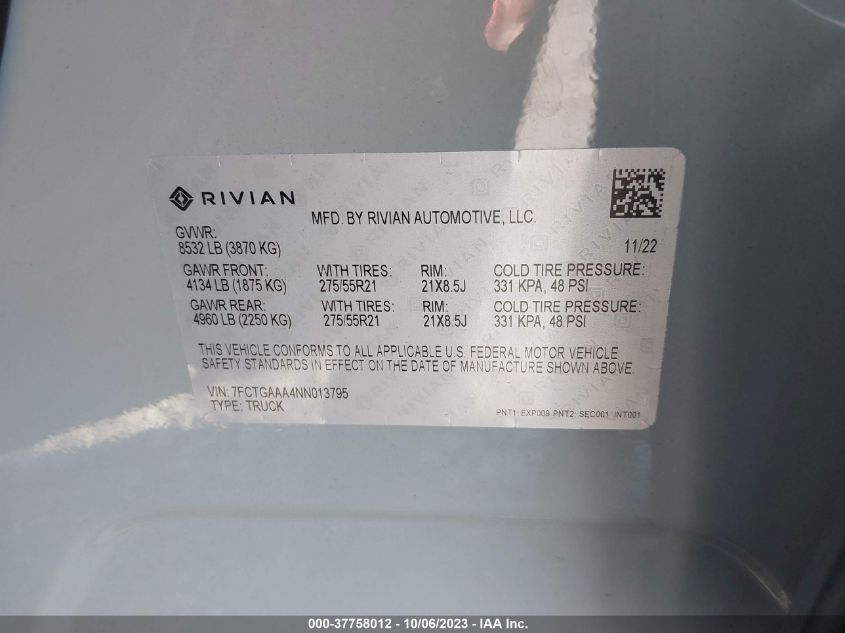 RIVIAN
MFD. BY RIVIAN AUTOMOTIVE, LLC.
GVWR:
8532 LB (3870 KG) 11/22
GAWR FRONT: WITH TIRES: RIM: COLD TIRE PRESSURE:
4134 LB (1875 KG) 275/55R21 21X8.5J 331 KPA, 48 PSI
GAWR REAR: WITH TIRES: RIM: COLD TIRE PRESSURE:
4960 LB (2250 KG) 275/55R21 21X8.5J 331 KPA, 48 PSI
THIS VEHICLE CONFORMS TO ALL APPLICABLE U.S. FEDERAL MOTOR VEHICLE
SAFETY STANDARDS IN EFFECT ON THE DATE OF MANUFACTURE SHOWN ABOVE.
VIN: 7FCTGAAA4NN013795
TYPE: TRUCK
PNT1: EXP009 PNT2: SEC001 INT001
000-37758012 - 10/06/2023 - IAA Inc.